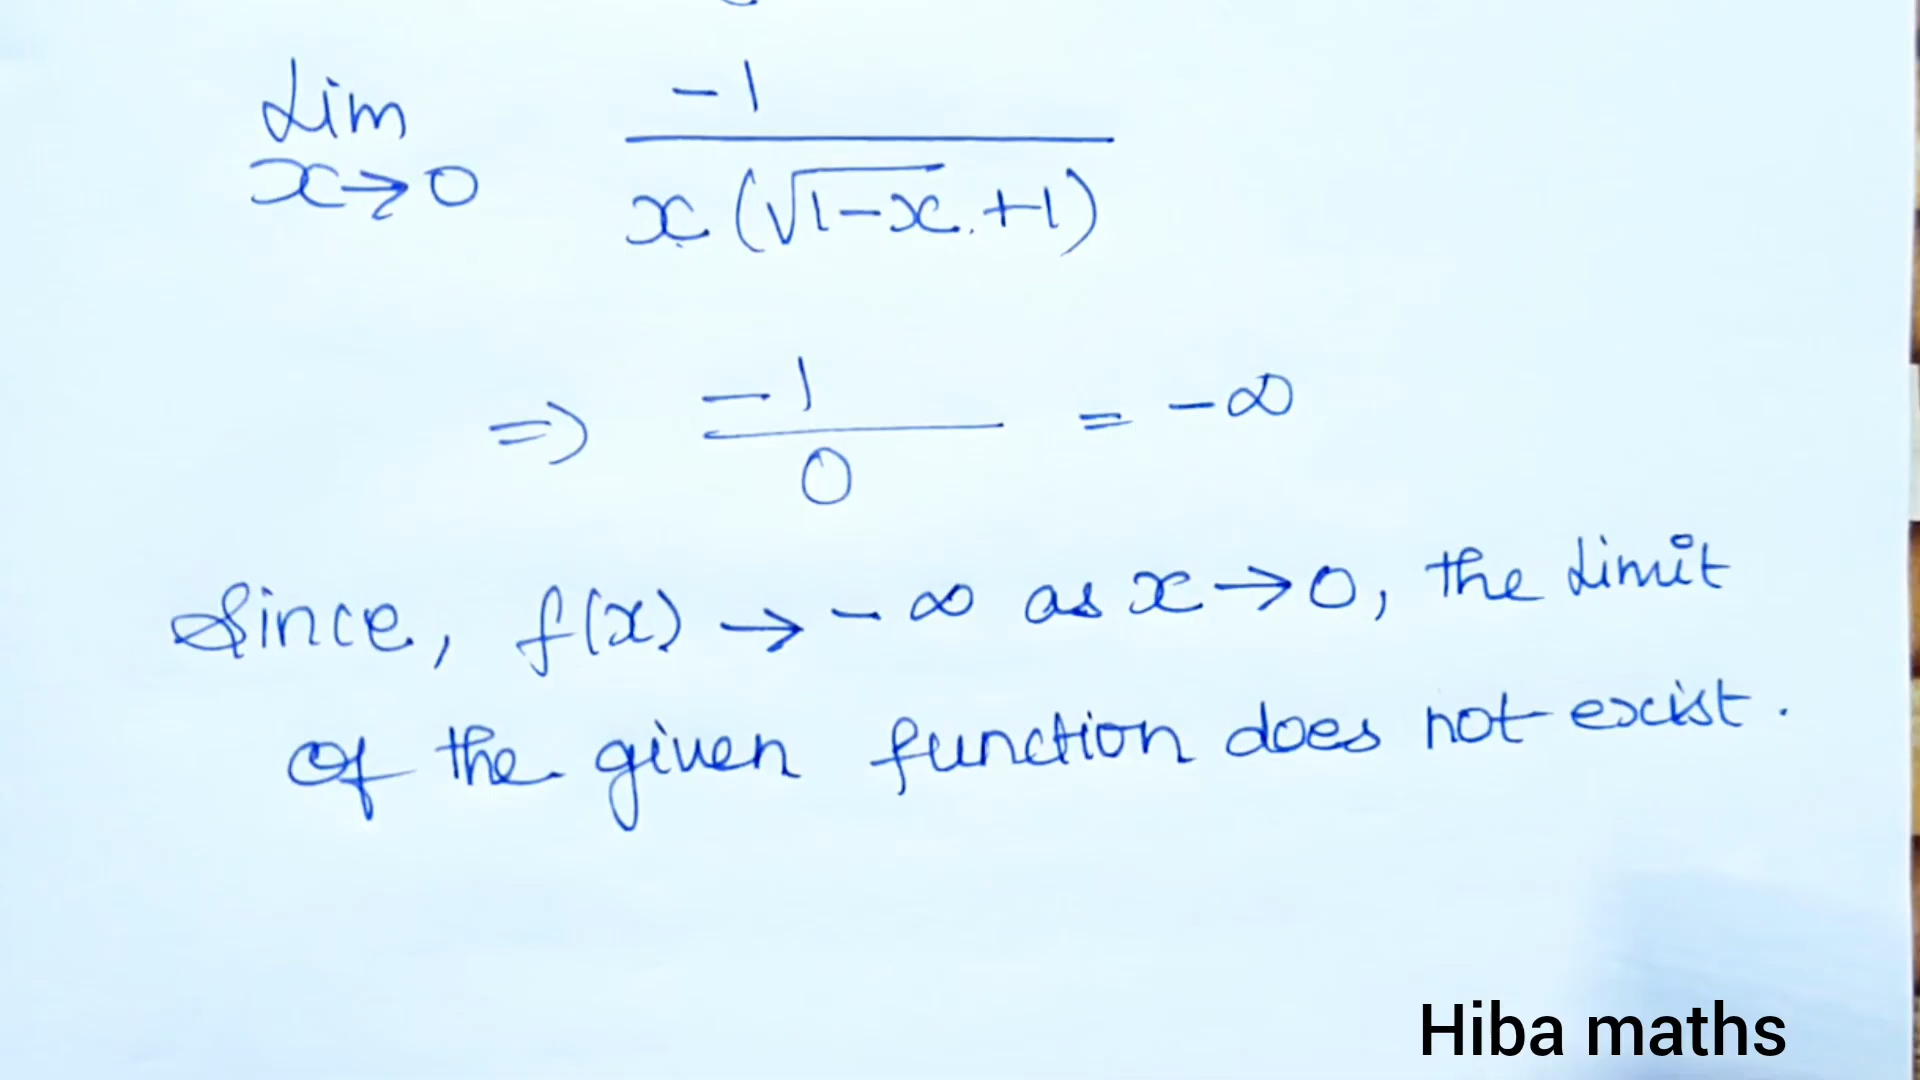 Lim -1
x→0 x(√1-x +1)
⇒ -1/0 = -∞
Since, f(x) → -∞ as x→0, the limit
of the given function does not exist.
Hiba maths